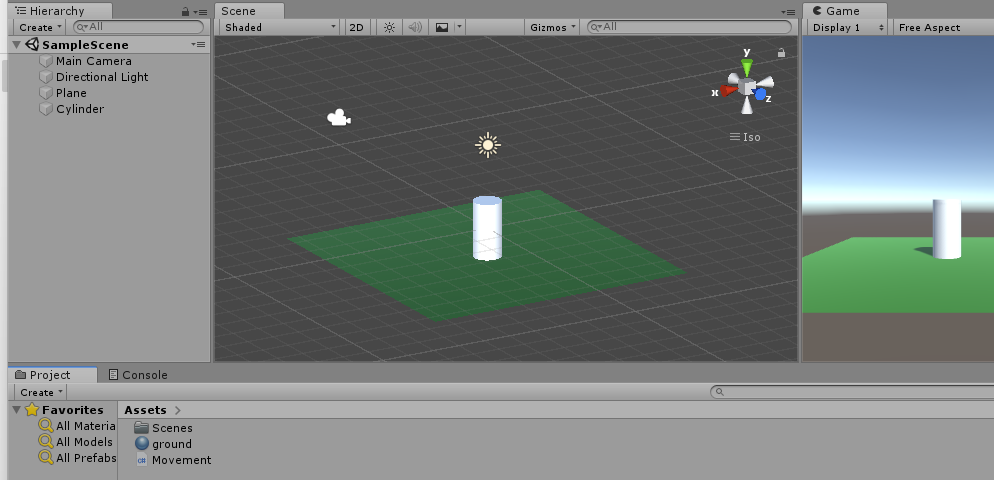 Hierarchy
Create All
SampleScene
Main Camera
Directional Light
Plane
Cylinder
Scene
Shaded 2D Gizmos All
y
x
z
Iso
Game
Display 1 Free Aspect
Project Console
Create
Favorites
All Materia
All Models
All Prefabs
Assets
Scenes
ground
Movement